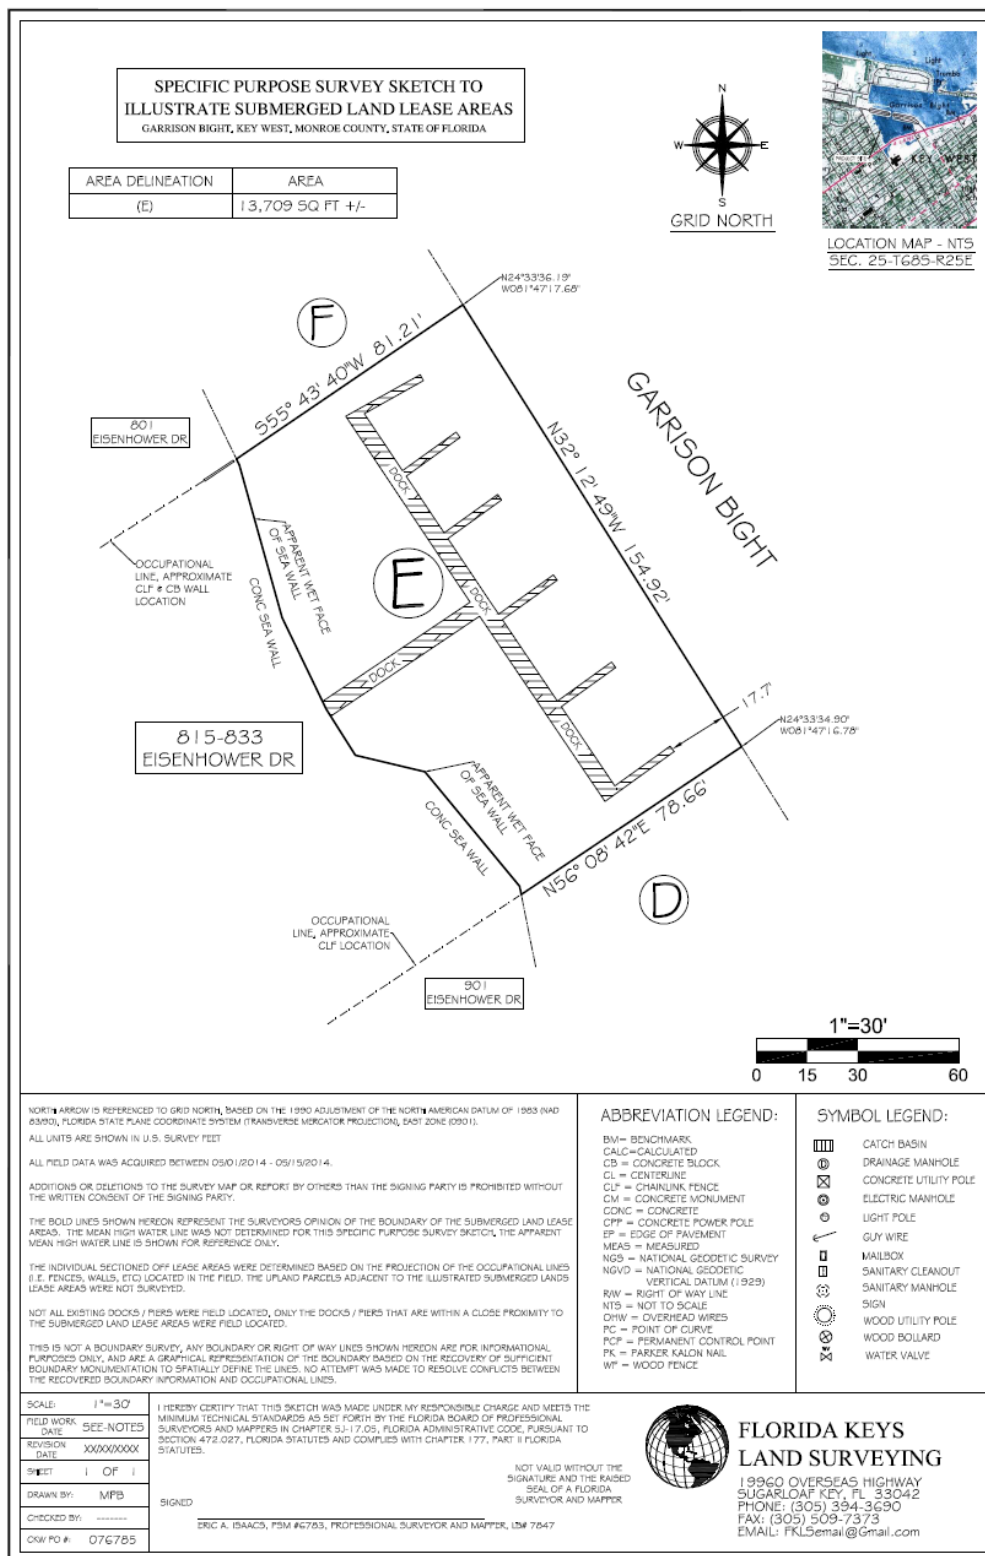 SPECIFIC PURPOSE SURVEY SKETCH TO
ILLUSTRATE SUBMERGED LAND LEASE AREAS
GARRISON BIGHT, KEY WEST, MONROE COUNTY, STATE OF FLORIDA
AREA DELINEATION AREA
(E) 13,709 SQ FT +/-
N
W E
S
GRID NORTH
Light
Light
Trumbo
Garrison Bight
PROJECT SITE
KEY WEST
LOCATION MAP - NTS
SEC. 25-T68S-R25E
N24°33'36.19"
W081°47'17.68"
F
S55° 43' 40"W 81.21'
801
EISENHOWER DR
GARRISON BIGHT
N32° 12' 49"W 154.92'
DOCK
APPARENT WET FACE
OF SEA WALL
OCCUPATIONAL
LINE, APPROXIMATE
CLF & CB WALL
LOCATION
CONC SEA WALL
E
DOCK
DOCK
17.7'
N24°33'34.90"
W081°47'16.78"
815-833
EISENHOWER DR
DOCK
APPARENT WET FACE
OF SEA WALL
CONC SEA WALL
N56° 08' 42"E 78.66'
D
OCCUPATIONAL
LINE, APPROXIMATE
CLF LOCATION
901
EISENHOWER DR
1"=30'
0 15 30 60
NORTH ARROW IS REFERENCED TO GRID NORTH, BASED ON THE 1990 ADJUSTMENT OF THE NORTH AMERICAN DATUM OF 1983 (NAD
83/90), FLORIDA STATE PLANE COORDINATE SYSTEM (TRANSVERSE MERCATOR PROJECTION), EAST ZONE (0901).
ALL UNITS ARE SHOWN IN U.S. SURVEY FEET
ALL FIELD DATA WAS ACQUIRED BETWEEN 05/01/2014 - 05/15/2014.
ADDITIONS OR DELETIONS TO THE SURVEY MAP OR REPORT BY OTHERS THAN THE SIGNING PARTY IS PROHIBITED WITHOUT
THE WRITTEN CONSENT OF THE SIGNING PARTY.
THE BOLD LINES SHOWN HEREON REPRESENT THE SURVEYORS OPINION OF THE BOUNDARY OF THE SUBMERGED LAND LEASE
AREAS. THE MEAN HIGH WATER LINE WAS NOT DETERMINED FOR THIS SPECIFIC PURPOSE SURVEY SKETCH, THE APPARENT
MEAN HIGH WATER LINE IS SHOWN FOR REFERENCE ONLY.
THE INDIVIDUAL SECTIONED OFF LEASE AREAS WERE DETERMINED BASED ON THE PROJECTION OF THE OCCUPATIONAL LINES
(I.E. FENCES, WALLS, ETC) LOCATED IN THE FIELD. THE UPLAND PARCELS ADJACENT TO THE ILLUSTRATED SUBMERGED LANDS
LEASE AREAS WERE NOT SURVEYED.
NOT ALL EXISTING DOCKS / PIERS WERE FIELD LOCATED, ONLY THE DOCKS / PIERS THAT ARE WITHIN A CLOSE PROXIMITY TO
THE SUBMERGED LAND LEASE AREAS WERE FIELD LOCATED.
THIS IS NOT A BOUNDARY SURVEY, ANY BOUNDARY OR RIGHT OF WAY LINES SHOWN HEREON ARE FOR INFORMATIONAL
PURPOSES ONLY, AND ARE A GRAPHICAL REPRESENTATION OF THE BOUNDARY BASED ON THE RECOVERY OF SUFFICIENT
BOUNDARY MONUMENTATION TO SPATIALLY DEFINE THE LINES. NO ATTEMPT WAS MADE TO RESOLVE CONFLICTS BETWEEN
THE RECOVERED BOUNDARY INFORMATION AND OCCUPATIONAL LINES.
ABBREVIATION LEGEND:
BM= BENCHMARK
CALC=CALCULATED
CB = CONCRETE BLOCK
CL = CENTERLINE
CLF = CHAINLINK FENCE
CM = CONCRETE MONUMENT
CONC = CONCRETE
CPP = CONCRETE POWER POLE
EP = EDGE OF PAVEMENT
MEAS = MEASURED
NGS = NATIONAL GEODETIC SURVEY
NGVD = NATIONAL GEODETIC
VERTICAL DATUM (1929)
R/W = RIGHT OF WAY LINE
NTS = NOT TO SCALE
OHW = OVERHEAD WIRES
PC = POINT OF CURVE
PCP = PERMANENT CONTROL POINT
PK = PARKER KALON NAIL
WF = WOOD FENCE
SYMBOL LEGEND:
CATCH BASIN
DRAINAGE MANHOLE
CONCRETE UTILITY POLE
ELECTRIC MANHOLE
LIGHT POLE
GUY WIRE
MAILBOX
SANITARY CLEANOUT
SANITARY MANHOLE
SIGN
WOOD UTILITY POLE
WOOD BOLLARD
WV
WATER VALVE
SCALE: 1"=30'
FIELD WORK
DATE SEE-NOTES
REVISION
DATE XX/XX/XXXX
SHEET 1 OF 1
DRAWN BY: MPB
CHECKED BY: -------
CKW PO #: 076785
I HEREBY CERTIFY THAT THIS SKETCH WAS MADE UNDER MY RESPONSIBLE CHARGE AND MEETS THE
MINIMUM TECHNICAL STANDARDS AS SET FORTH BY THE FLORIDA BOARD OF PROFESSIONAL
SURVEYORS AND MAPPERS IN CHAPTER 5J-17.05, FLORIDA ADMINISTRATIVE CODE, PURSUANT TO
SECTION 472.027, FLORIDA STATUTES AND COMPLIES WITH CHAPTER 177, PART II FLORIDA
STATUTES.
NOT VALID WITHOUT THE
SIGNATURE AND THE RAISED
SEAL OF A FLORIDA
SURVEYOR AND MAPPER
SIGNED
ERIC A. ISAACS, PSM #6783, PROFESSIONAL SURVEYOR AND MAPPER, LB# 7847
FLORIDA KEYS
LAND SURVEYING
19960 OVERSEAS HIGHWAY
SUGARLOAF KEY, FL 33042
PHONE: (305) 394-3690
FAX: (305) 509-7373
EMAIL: FKLSemail@Gmail.com